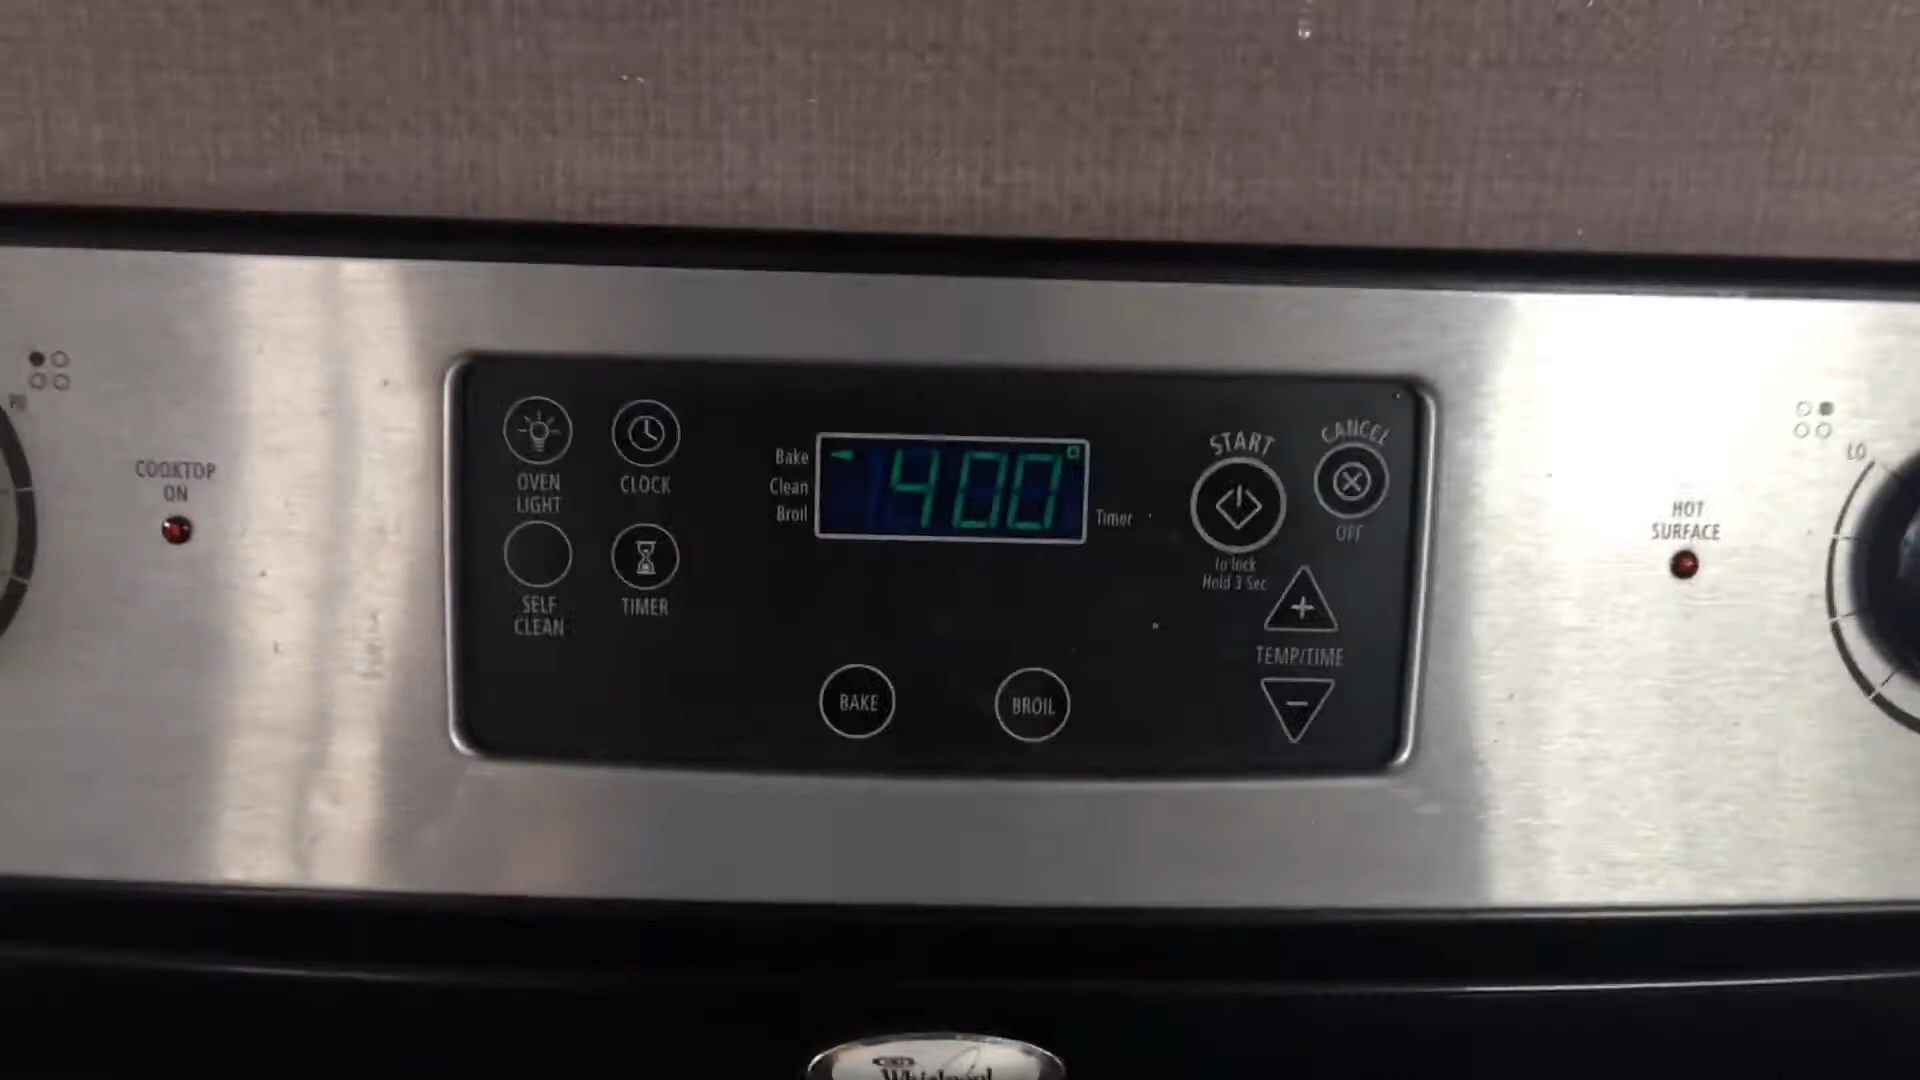 COOKTOP
ON
OVEN
LIGHT
CLOCK
SELF
CLEAN
TIMER
Bake
Clean
Broil
400
Timer
BAKE
BROIL
START
to lock
Hold 3 Sec
CANCEL
OFF
+
TEMP/TIME
−
HOT
SURFACE
LO
Whirlpool